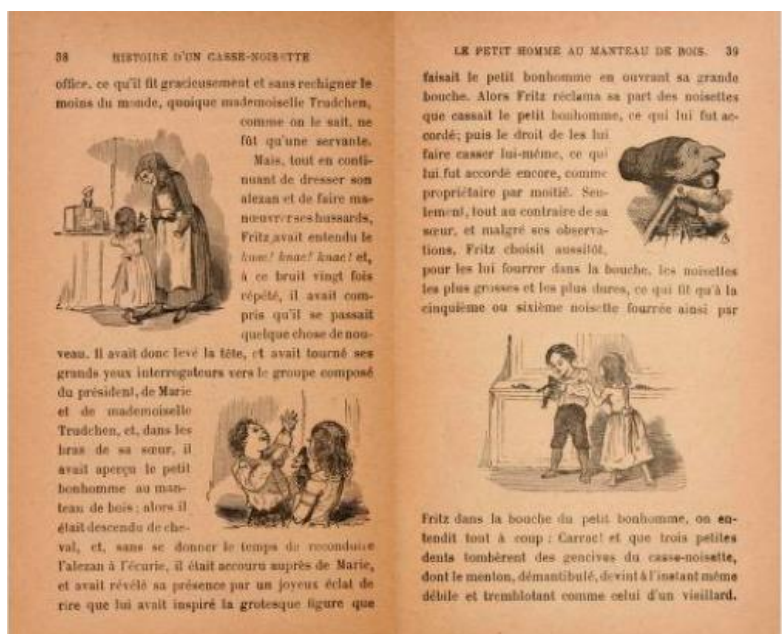 38 HISTOIRE D'UN CASSE-NOISETTE
office, ce qu'il fit gracieusement et sans rechigner le
moins du monde, quoique mademoiselle Trudchen,
comme on le sait, ne
fût qu'une servante.
Mais, tout en conti-
nuant de dresser son
alezan et de faire ma-
nœuvrer ses hussards,
Fritz avait entendu le
knac! knac! knac! et,
à ce bruit vingt fois
répété, il avait com-
pris qu'il se passait
quelque chose de nou-
veau. Il avait donc levé la tête, et avait tourné ses
grands yeux interrogateurs vers le groupe composé
du président, de Marie
et de mademoiselle
Trudchen, et, dans les
bras de sa sœur, il
avait aperçu le petit
bonhomme au man-
teau de bois; alors il
était descendu de che-
val, et, sans se donner le temps de reconduire
l'alezan à l'écurie, il était accouru auprès de Marie,
et avait révélé sa présence par un joyeux éclat de
rire que lui avait inspiré la grotesque figure que
LE PETIT HOMME AU MANTEAU DE BOIS. 39
faisait le petit bonhomme en ouvrant sa grande
bouche. Alors Fritz réclama sa part des noisettes
que cassait le petit bonhomme, ce qui lui fut ac-
cordé; puis le droit de les lui
faire casser lui-même, ce qui
lui fut accordé encore, comme
propriétaire par moitié. Seu-
lement, tout au contraire de sa
sœur, et malgré ses observa-
tions, Fritz choisit aussitôt,
pour les lui fourrer dans la bouche, les noisettes
les plus grosses et les plus dures, ce qui fit qu'à la
cinquième ou sixième noisette fourrée ainsi par
Fritz dans la bouche du petit bonhomme, on en-
tendit tout à coup : Carrac! et que trois petites
dents tombèrent des gencives du casse-noisette,
dont le menton, démantibulé, devint à l'instant même
débile et tremblotant comme celui d'un vieillard.